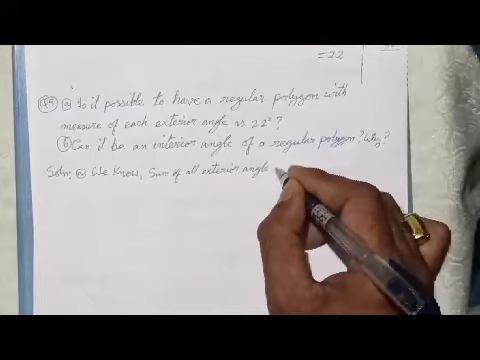 = 22
Q5 a Is it possible to have a regular polygon with
measure of each exterior angle as 22°?
b Can it be an interior angle of a regular polygon? Why?
Soln: a We know, Sum of all exterior angle